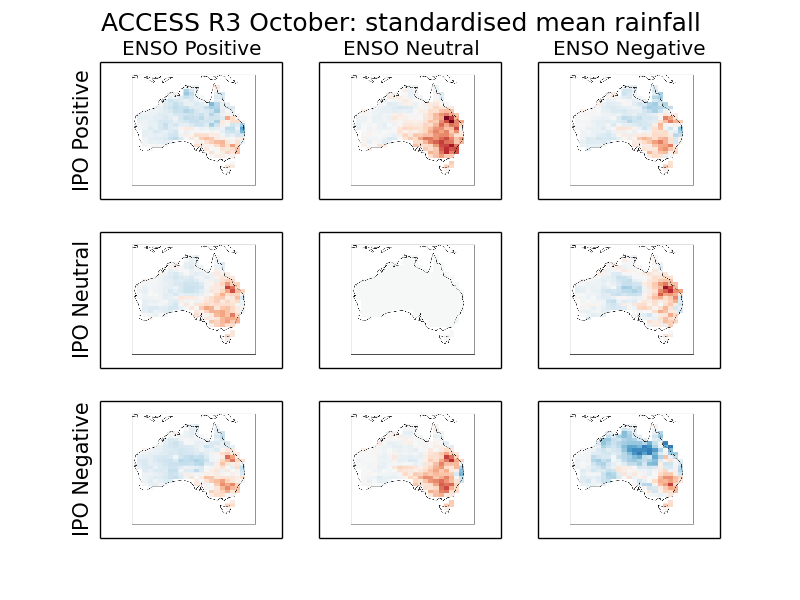 ACCESS R3 October: standardised mean rainfall
ENSO Positive
ENSO Neutral
ENSO Negative
IPO Positive
IPO Neutral
IPO Negative